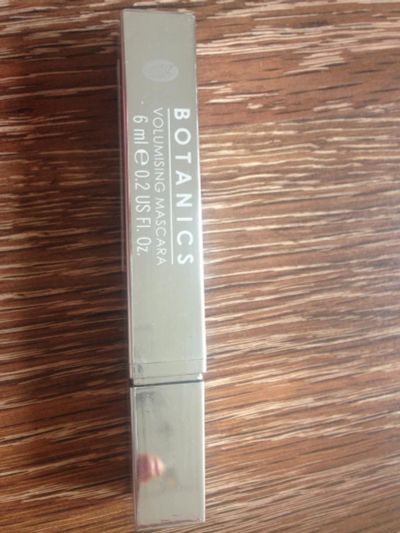 BOTANICS
VOLUMISING MASCARA
6 ml e 0.2 US Fl. Oz.